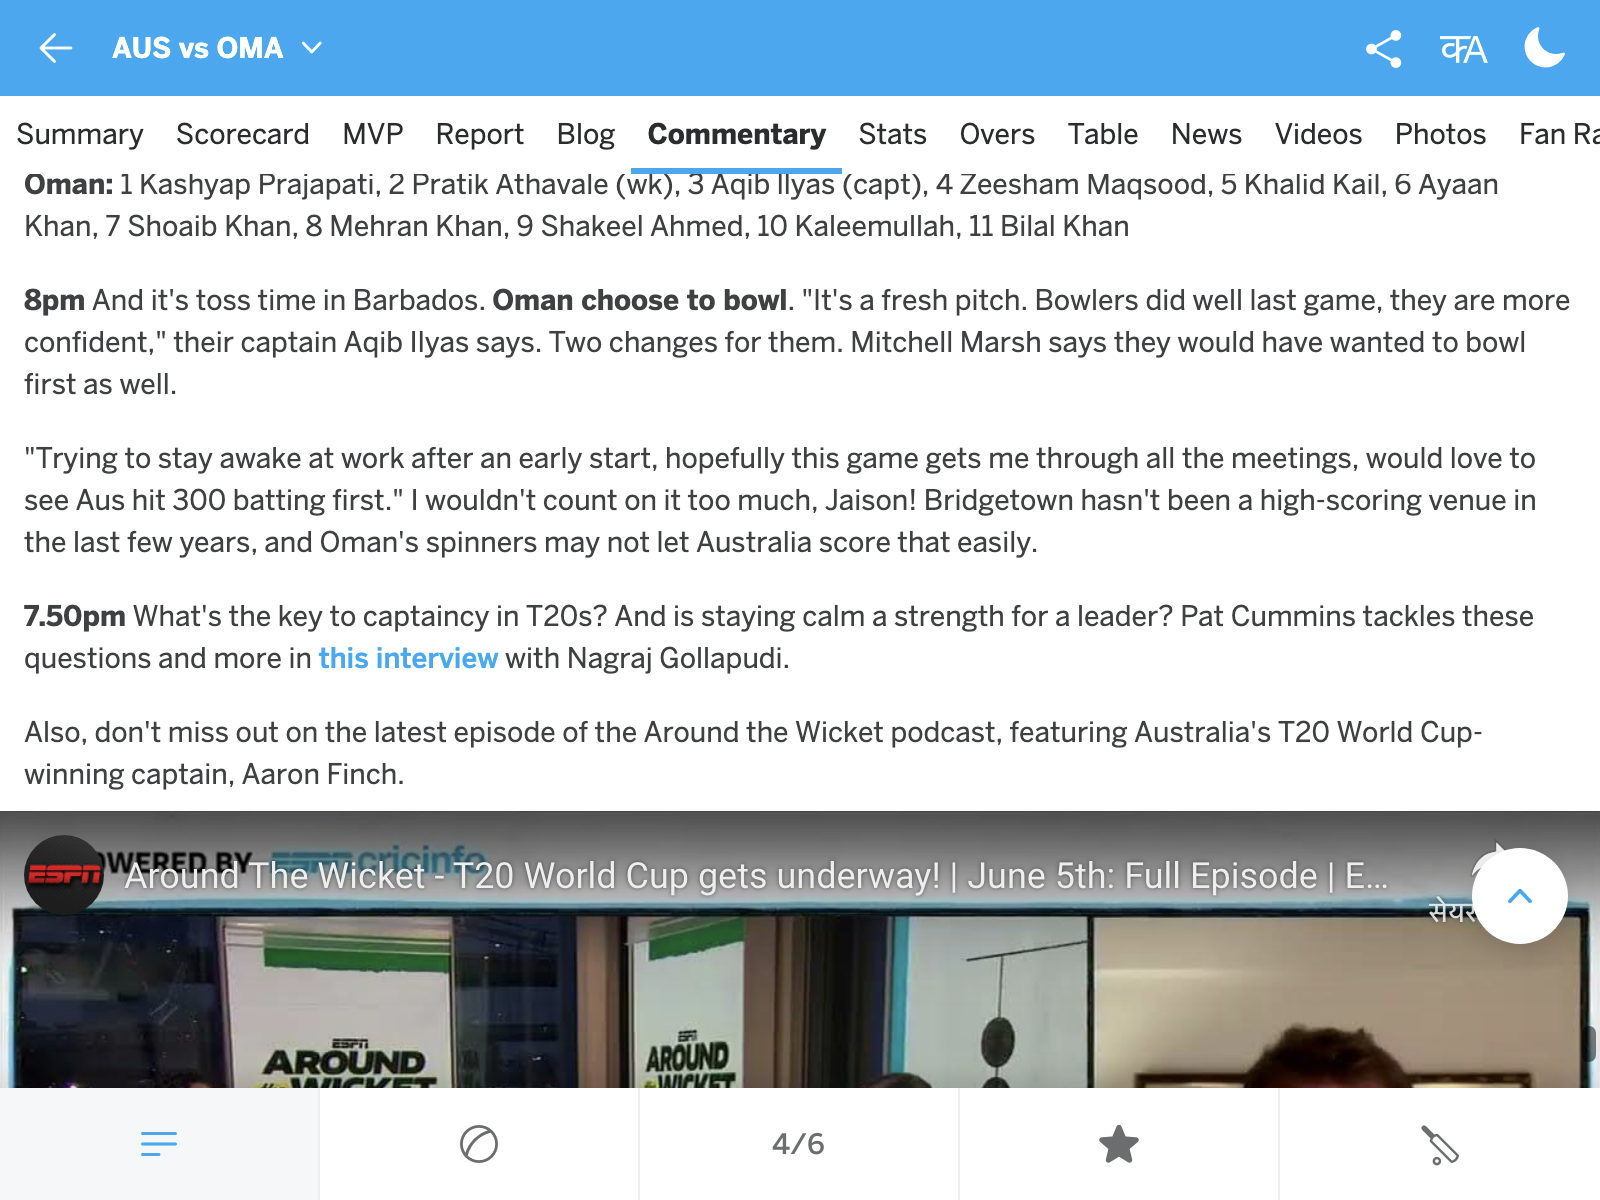 AUS vs OMA
क A
Summary Scorecard MVP Report Blog Commentary Stats Overs Table News Videos Photos Fan Ra
Oman: 1 Kashyap Prajapati, 2 Pratik Athavale (wk), 3 Aqib Ilyas (capt), 4 Zeesham Maqsood, 5 Khalid Kail, 6 Ayaan
Khan, 7 Shoaib Khan, 8 Mehran Khan, 9 Shakeel Ahmed, 10 Kaleemullah, 11 Bilal Khan
8pm And it's toss time in Barbados. Oman choose to bowl. "It's a fresh pitch. Bowlers did well last game, they are more
confident," their captain Aqib Ilyas says. Two changes for them. Mitchell Marsh says they would have wanted to bowl
first as well.
"Trying to stay awake at work after an early start, hopefully this game gets me through all the meetings, would love to
see Aus hit 300 batting first." I wouldn't count on it too much, Jaison! Bridgetown hasn't been a high-scoring venue in
the last few years, and Oman's spinners may not let Australia score that easily.
7.50pm What's the key to captaincy in T20s? And is staying calm a strength for a leader? Pat Cummins tackles these
questions and more in this interview with Nagraj Gollapudi.
Also, don't miss out on the latest episode of the Around the Wicket podcast, featuring Australia's T20 World Cup-
winning captain, Aaron Finch.
OWERED BY ESPN cricinfo
ESPN Around The Wicket - T20 World Cup gets underway! | June 5th: Full Episode | E...
सेयर
ESPN
AROUND
WICKET
ESPN
AROUND
WICKET
4/6